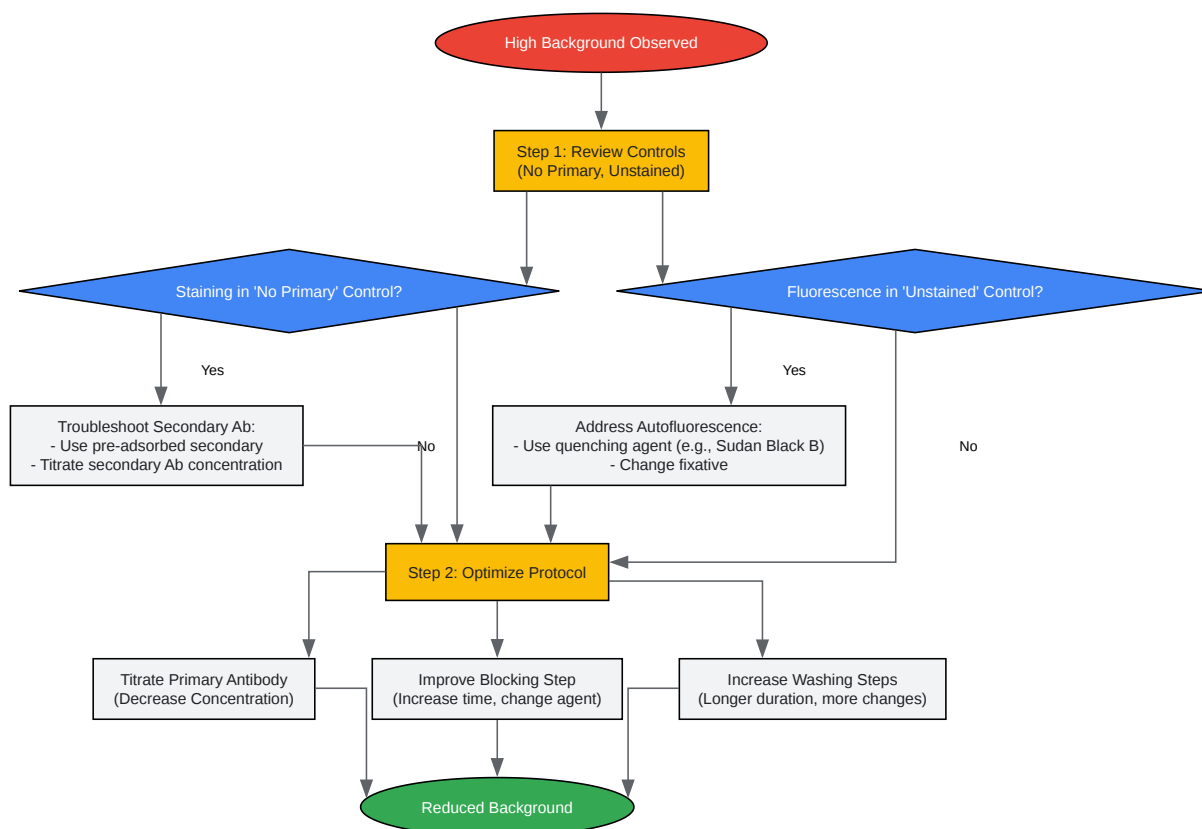 High Background Observed
Step 1: Review Controls
(No Primary, Unstained)
Staining in 'No Primary' Control?
Fluorescence in 'Unstained' Control?
Yes
Yes
Troubleshoot Secondary Ab:
- Use pre-adsorbed secondary
- Titrate secondary Ab concentration
No
Address Autofluorescence:
- Use quenching agent (e.g., Sudan Black B)
- Change fixative
No
Step 2: Optimize Protocol
Titrate Primary Antibody
(Decrease Concentration)
Improve Blocking Step
(Increase time, change agent)
Increase Washing Steps
(Longer duration, more changes)
Reduced Background